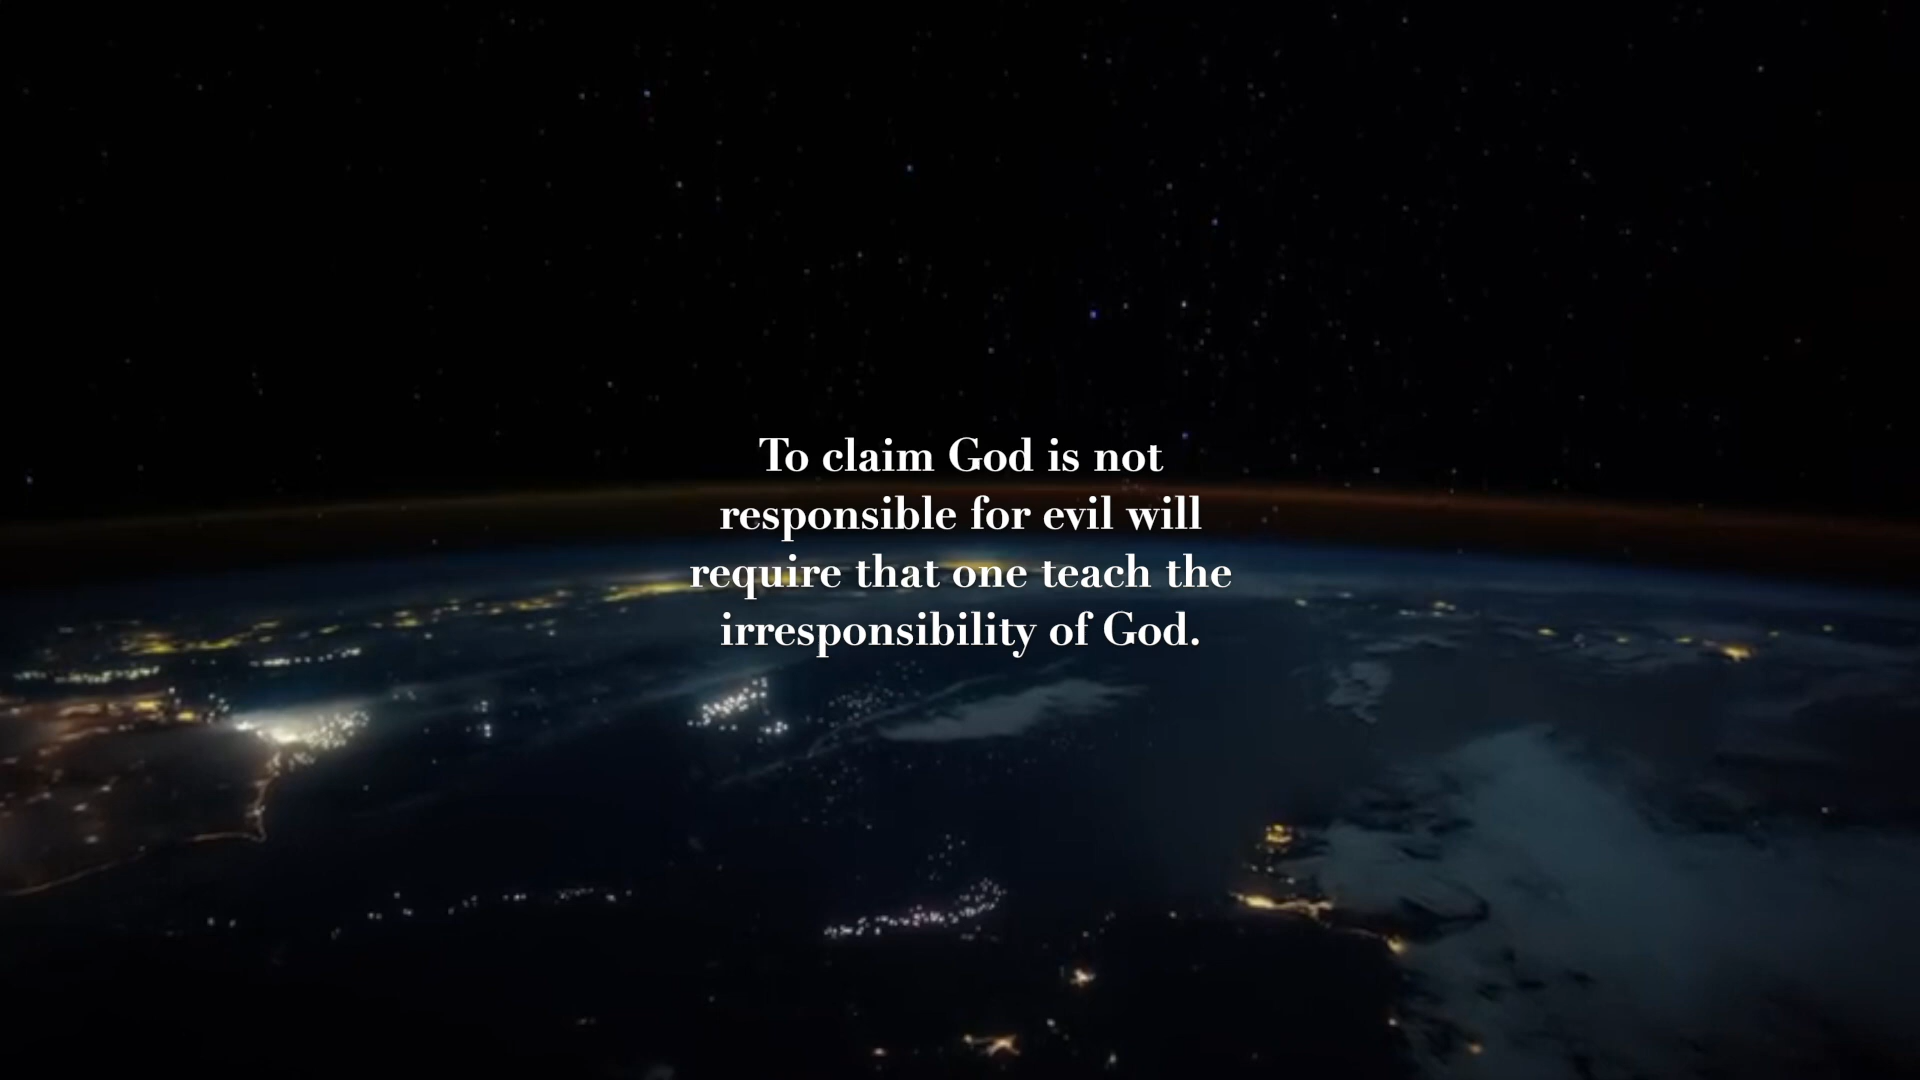 To claim God is not
responsible for evil will
require that one teach the
irresponsibility of God.